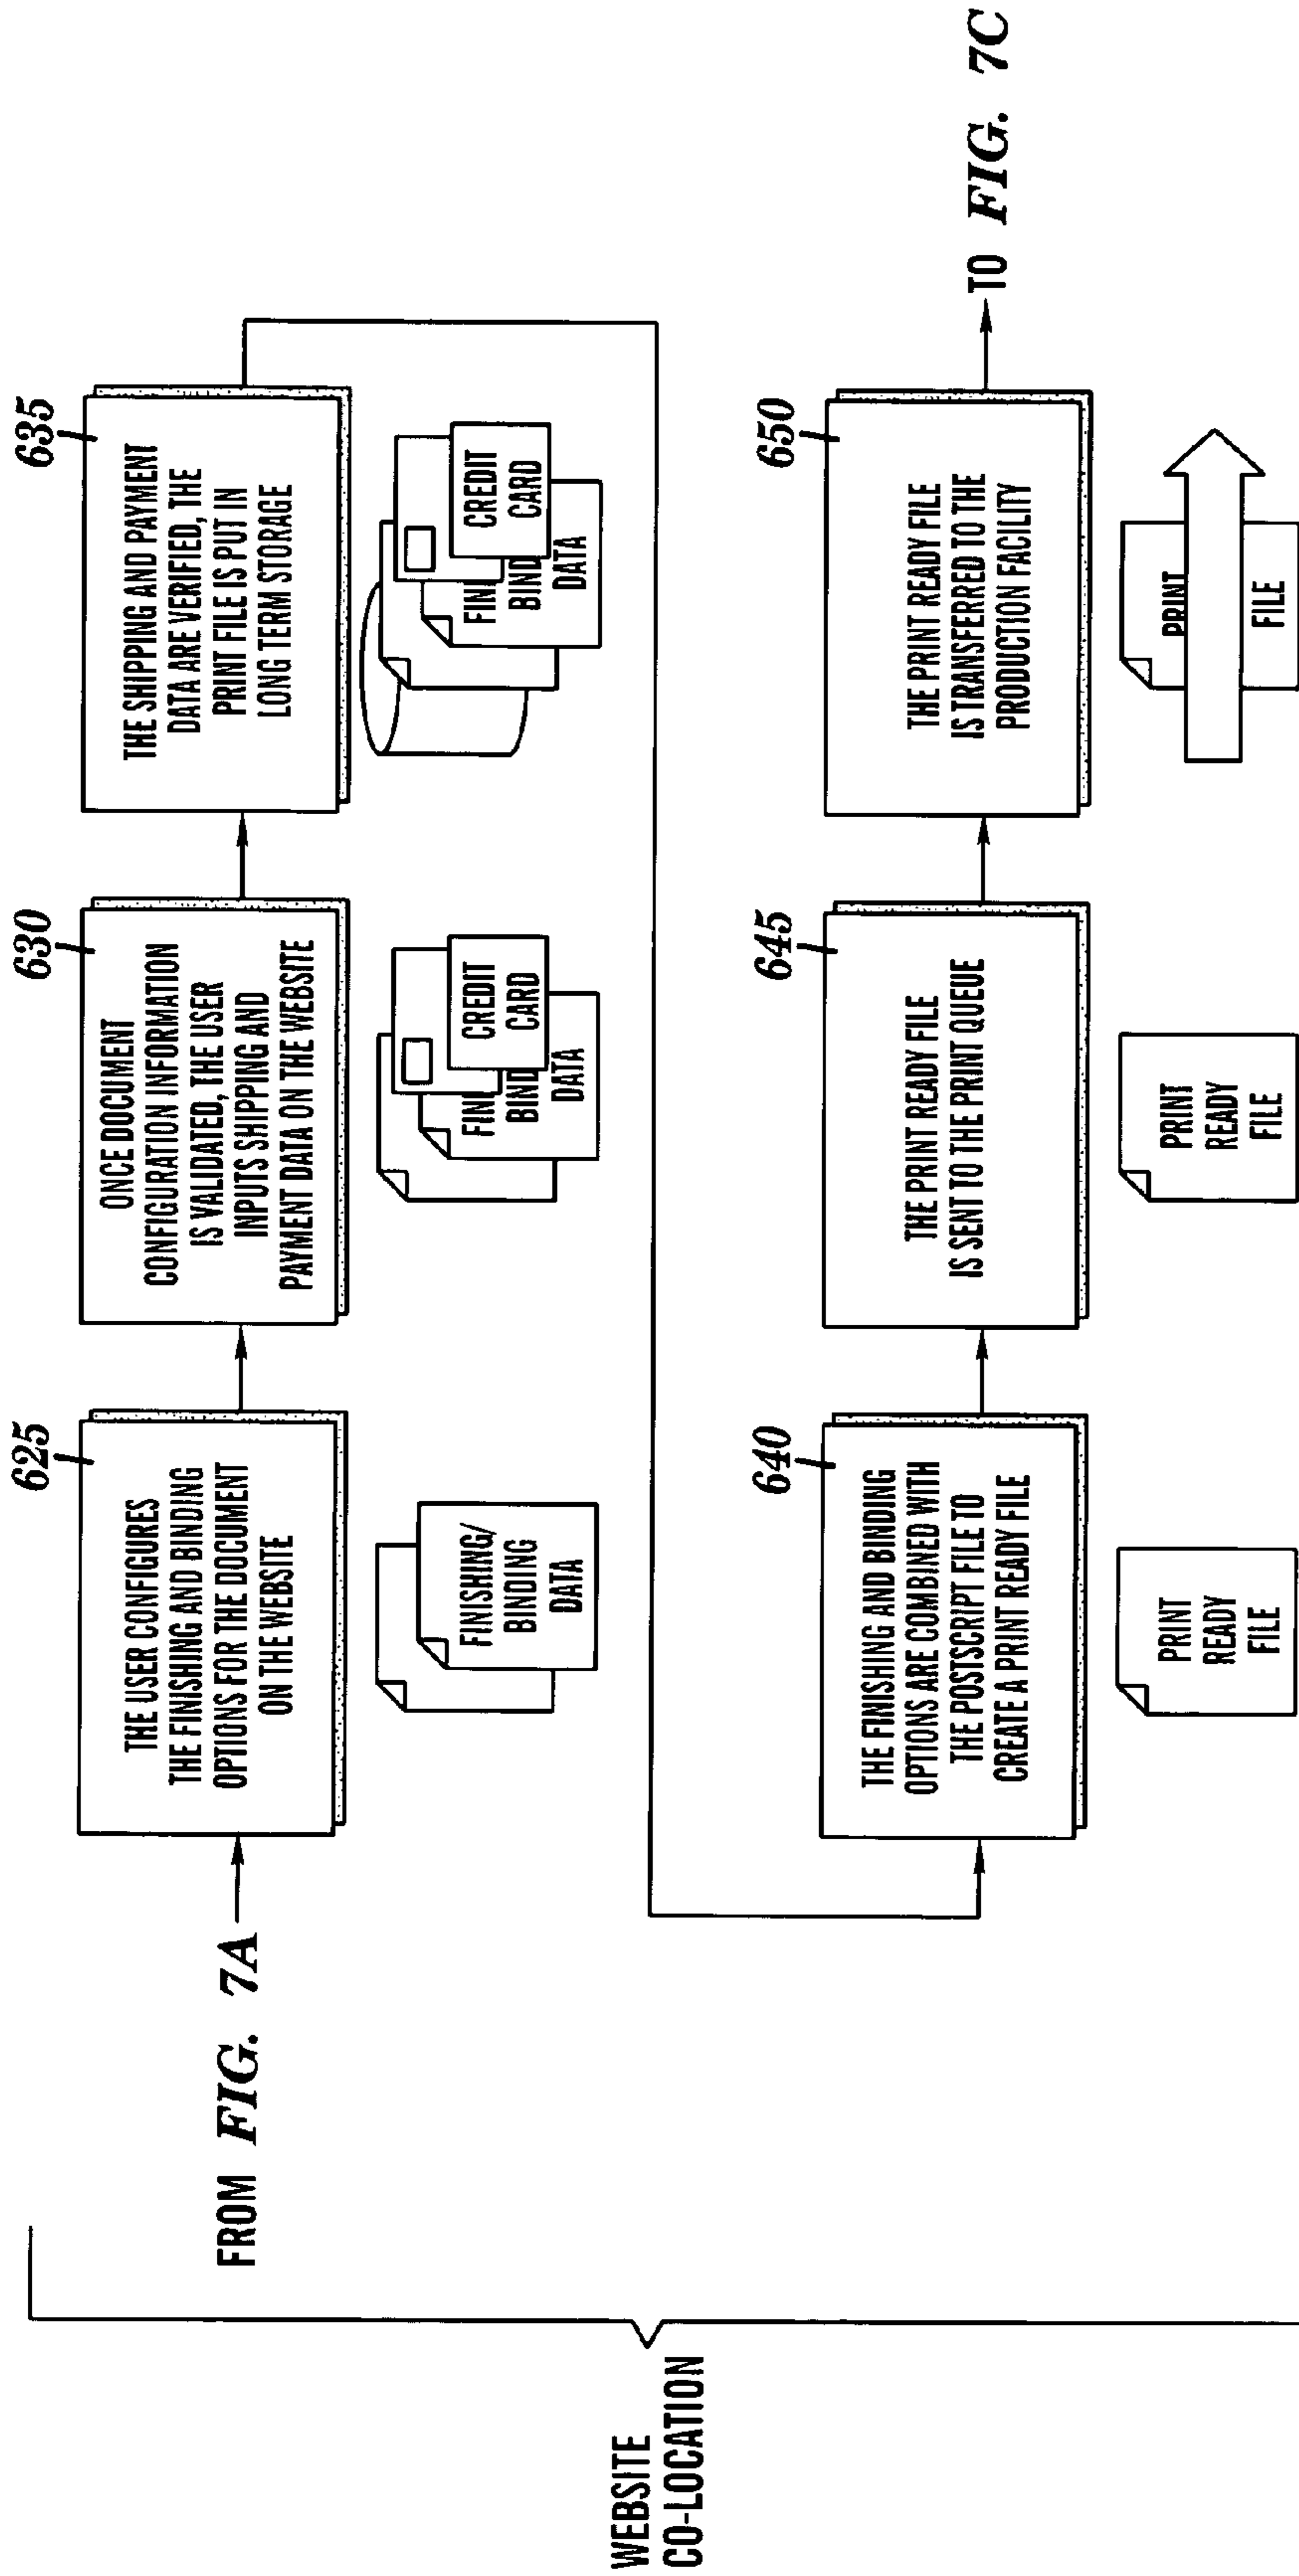 WEBSITE
CO-LOCATION
FROM FIG. 7A
625
THE USER CONFIGURES
THE FINISHING AND BINDING
OPTIONS FOR THE DOCUMENT
ON THE WEBSITE
FINISHING/
BINDING
DATA
630
ONCE DOCUMENT
CONFIGURATION INFORMATION
IS VALIDATED, THE USER
INPUTS SHIPPING AND
PAYMENT DATA ON THE WEBSITE
FINI
BIND
DATA
CREDIT
CARD
635
THE SHIPPING AND PAYMENT
DATA ARE VERIFIED, THE
PRINT FILE IS PUT IN
LONG TERM STORAGE
FINI
BIND
DATA
CREDIT
CARD
640
THE FINISHING AND BINDING
OPTIONS ARE COMBINED WITH
THE POSTSCRIPT FILE TO
CREATE A PRINT READY FILE
PRINT
READY
FILE
645
THE PRINT READY FILE
IS SENT TO THE PRINT QUEUE
PRINT
READY
FILE
650
THE PRINT READY FILE
IS TRANSFERRED TO THE
PRODUCTION FACILITY
PRINT
FILE
TO FIG. 7C